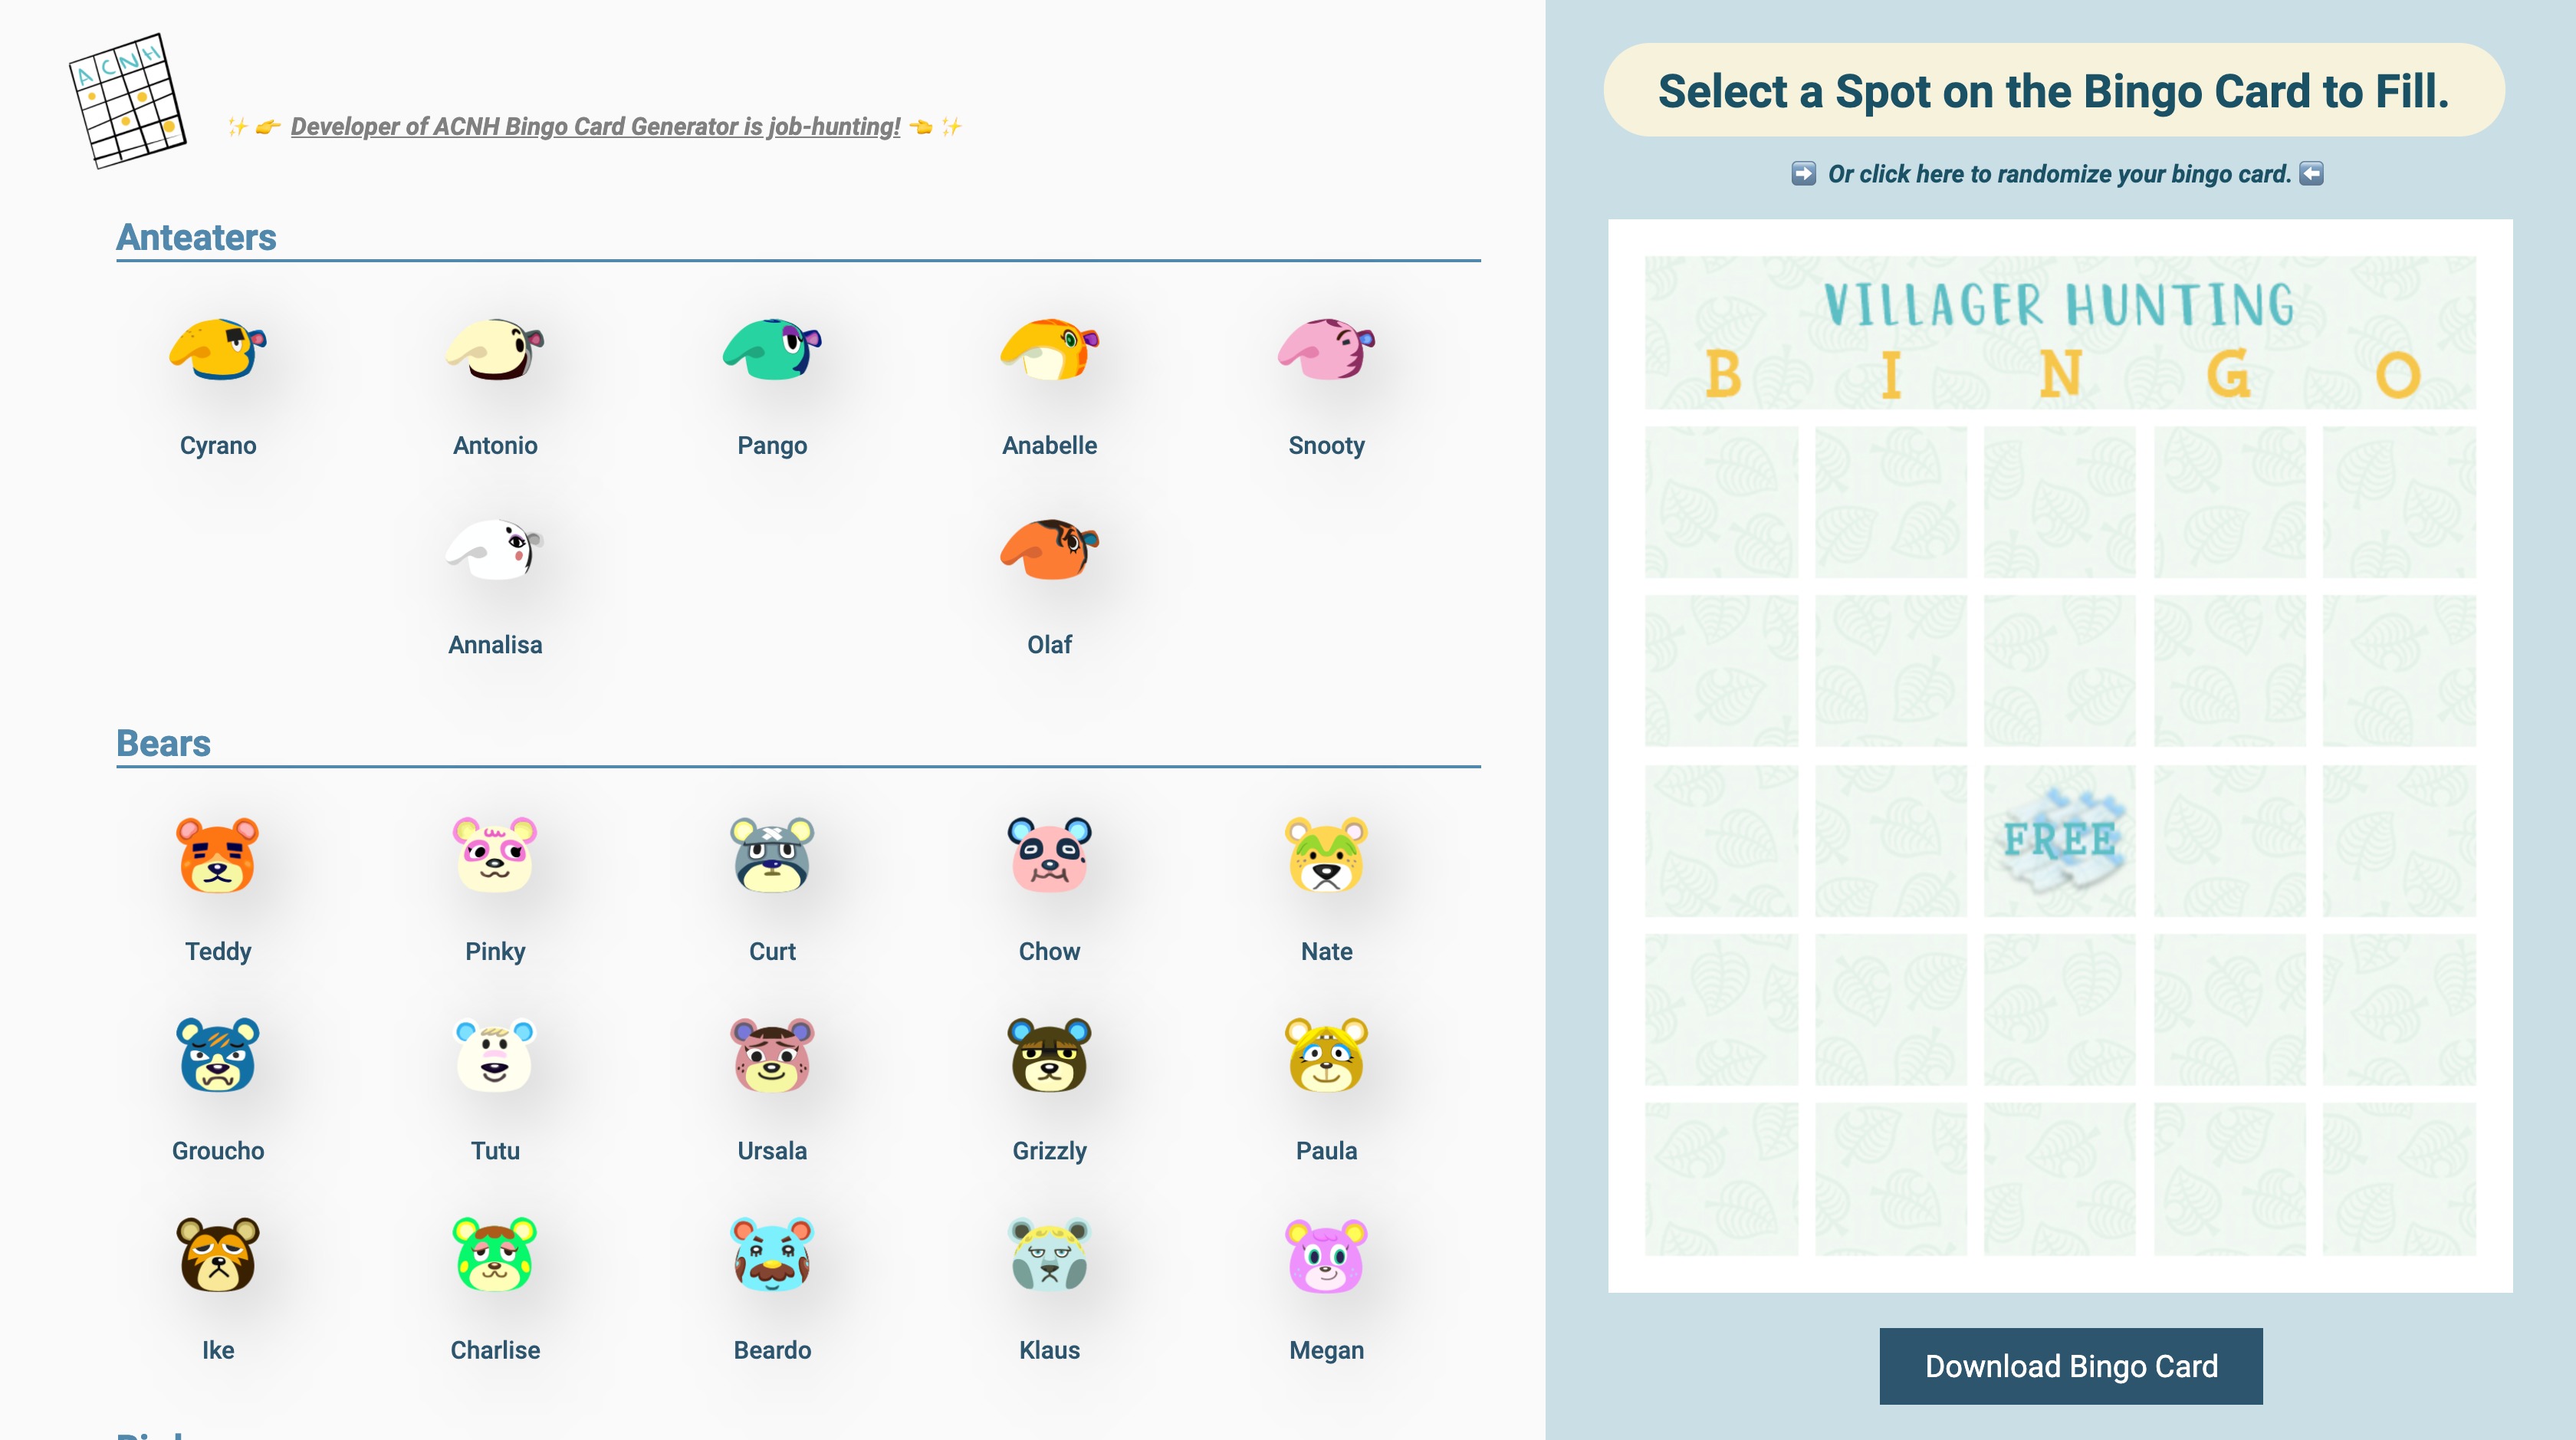 A C N H
✨ 👉 Developer of ACNH Bingo Card Generator is job-hunting! 👈 ✨
Anteaters
Cyrano Antonio Pango Anabelle Snooty
Annalisa Olaf
Bears
Teddy Pinky Curt Chow Nate
Groucho Tutu Ursala Grizzly Paula
Ike Charlise Beardo Klaus Megan
Select a Spot on the Bingo Card to Fill.
➡️ Or click here to randomize your bingo card. ⬅️
VILLAGER HUNTING
B I N G O
FREE
Download Bingo Card